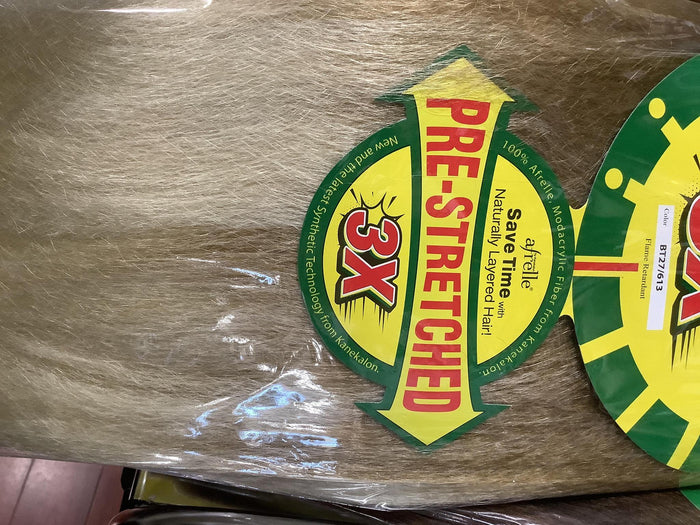 100% Afrelle, Modacrylic Fiber from Kanekalon.
afrelle®
Save Time with
Naturally Layered Hair!
PRE-STRETCHED
3X
New and the latest Synthetic Technology from Kanekalon.
Color
BT27/613
Flame Retardant
X